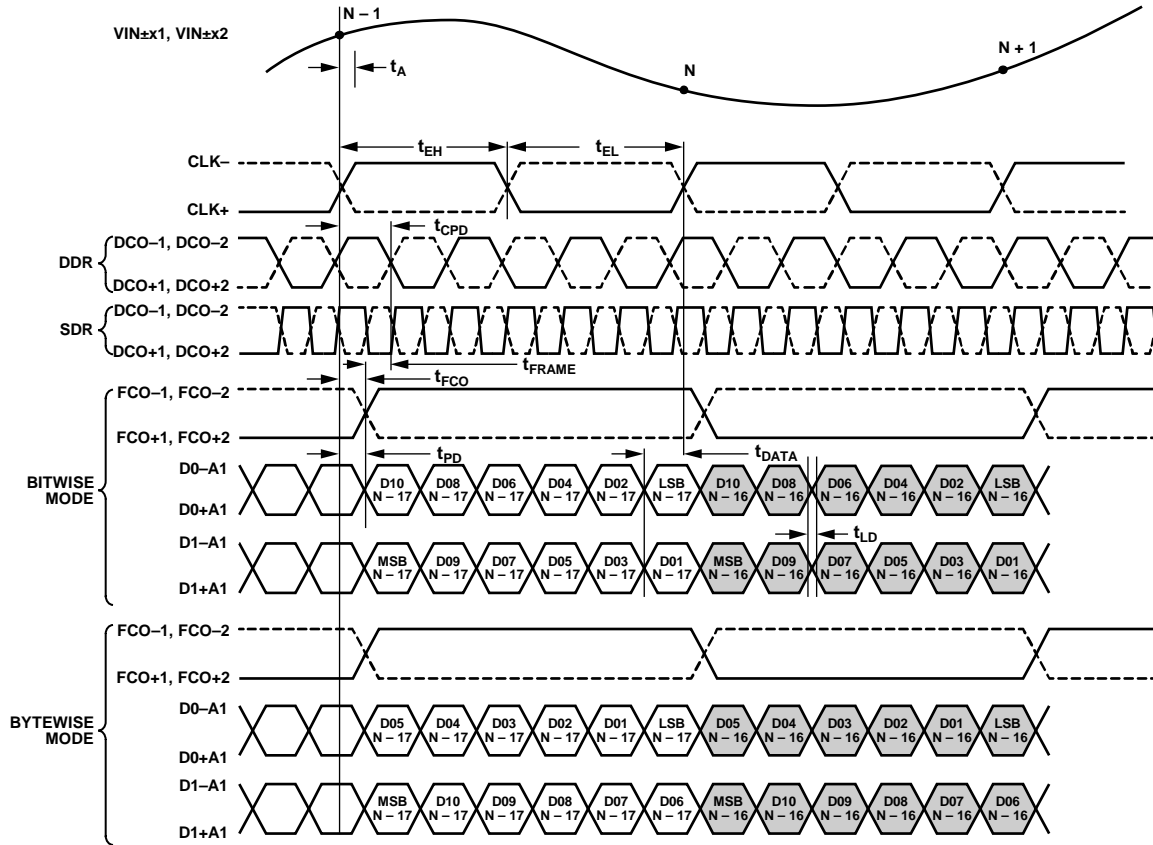 N – 1
VIN±x1, VIN±x2
N + 1
tA
N
tEH
tEL
CLK–
CLK+
tCPD
DCO–1, DCO–2
DDR
DCO+1, DCO+2
DCO–1, DCO–2
SDR
DCO+1, DCO+2
tFRAME
tFCO
FCO–1, FCO–2
FCO+1, FCO+2
tPD
tDATA
BITWISE
MODE
D0–A1
D10 D08 D06 D04 D02 LSB D10 D08 D06 D04 D02 LSB
N – 17 N – 17 N – 17 N – 17 N – 17 N – 17 N – 16 N – 16 N – 16 N – 16 N – 16 N – 16
D0+A1
tLD
D1–A1
MSB D09 D07 D05 D03 D01 MSB D09 D07 D05 D03 D01
N – 17 N – 17 N – 17 N – 17 N – 17 N – 17 N – 16 N – 16 N – 16 N – 16 N – 16 N – 16
D1+A1
FCO–1, FCO–2
FCO+1, FCO+2
BYTEWISE
MODE
D0–A1
D05 D04 D03 D02 D01 LSB D05 D04 L03 D02 D01 LSB
N – 17 N – 17 N – 17 N – 17 N – 17 N – 17 N – 16 N – 16 N – 16 N – 16 N – 16 N – 16
D0+A1
D1–A1
MSB D10 D09 D08 D07 D06 MSB D10 D09 D08 D07 D06
N – 17 N – 17 N – 17 N – 17 N – 17 N – 17 N – 16 N – 16 N – 16 N – 16 N – 16 N – 16
D1+A1